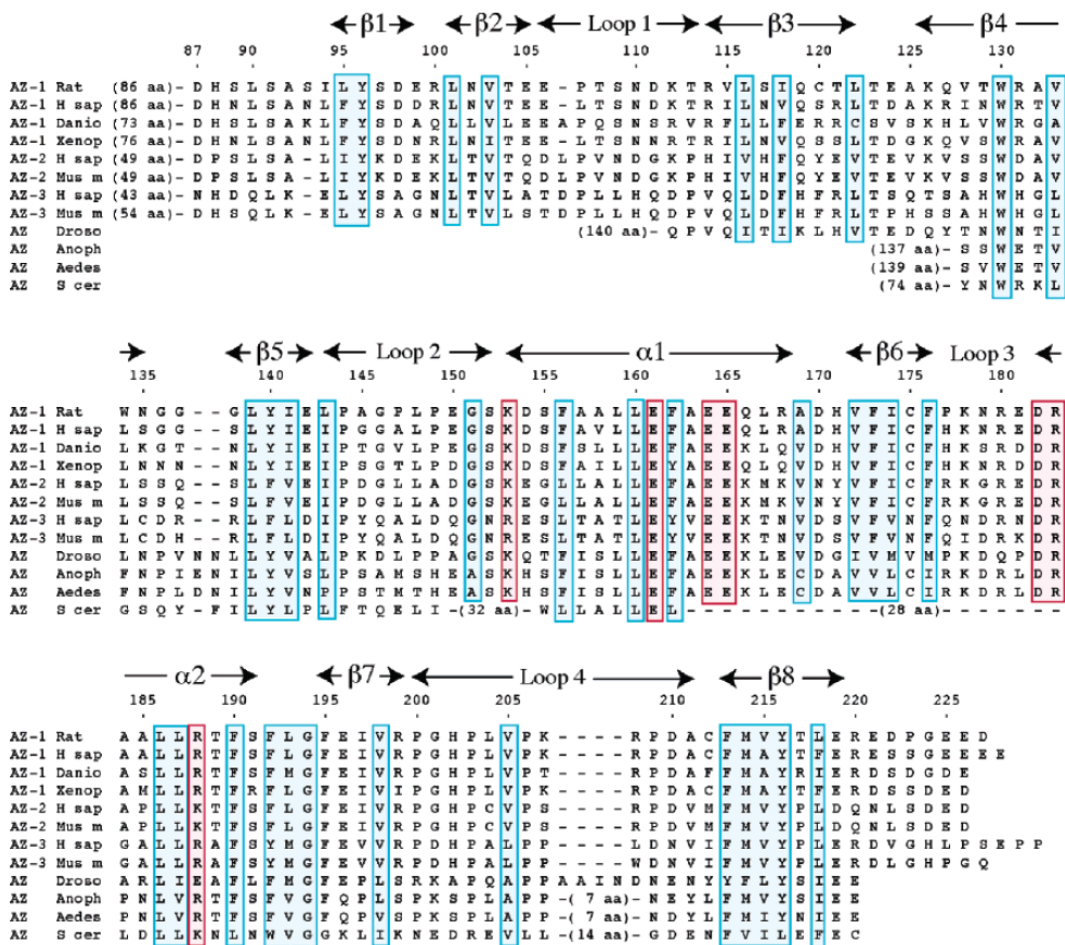 β1 β2 Loop 1 β3 β4
87 90 95 100 105 110 115 120 125 130
AZ-1 Rat (86 aa)- D H S L S A S I L Y S D E R L N V T E E - P T S N D K T R V L S I Q C T L T E A K Q V T W R A V
AZ-1 H sap (86 aa)- D H N L S A N L F Y S D D R L N V T E E - L T S N D K T R I L N V Q S R L T D A K R I N W R T V
AZ-1 Danio (73 aa)- D H S L S A K L F Y S D A Q L L V L E E A P Q S N S R V R F L L F E R R C S V S K H L V W R G A
AZ-1 Xenop (76 aa)- D H N L S A N L F Y S D N R L N I T E E - L T S N N R T R I L N V Q S S L T D G K Q V S W R A V
AZ-2 H sap (49 aa)- D P S L S A - L I Y K D E K L T V T Q D L P V N D G K P H I V H F Q Y E V T E V K V S S W D A V
AZ-2 Mus m (49 aa)- D P S L S A - L I Y K D E K L T V T Q D L P V N D G K P H I V H F Q Y E V T E V K V S S W D A V
AZ-3 H sap (43 aa)- N H D Q L K - E L Y S A G N L T V L A T D P L L H Q D P V Q L D F H F R L T S Q T S A H W H G L
AZ-3 Mus m (54 aa)- D H S Q L K - E L Y S A G N L T V L S T D P L L H Q D P V Q L D F H F R L T P H S S A H W H G L
AZ Droso (140 aa)- Q P V Q I T I K L H V T E D Q Y T N W N T I
AZ Anoph (137 aa)- S S W E T V
AZ Aedes (139 aa)- S V W E T V
AZ S cer (74 aa)- Y N W R K L
β5 Loop 2 α1 β6 Loop 3
135 140 145 150 155 160 165 170 175 180
AZ-1 Rat W N G G - - G L Y I E L P A G P L P E G S K D S F A A L L E F A E E Q L R A D H V F I C F P K N R E D R
AZ-1 H sap L S G G - - S L Y I E I P G G A L P E G S K D S F A V L L E F A E E Q L R A D H V F I C F H K N R E D R
AZ-1 Danio L K G T - - N L Y I E I P T G V L P E G S K D S F S L L L E F A E E K L Q V D H V F I C F H K S R D D R
AZ-1 Xenop L N N N - - N L Y I E I P S G T L P D G S K D S F A I L L E Y A E E K L Q V D H V F I C F H K N R D D R
AZ-2 H sap L S S Q - - S L F V E I P D G L L A D G S K E G L L A L L E F A E E K M K V N Y V F I C F R K G R E D R
AZ-2 Mus m L S S Q - - S L F V E I P D G L L A D G S K E G L L A L L E F A E E K M K V N Y V F I C F R K G R E D R
AZ-3 H sap L C D R - - R L F L D I P Y Q A L D Q G N R E S L T A T L E Y V E E K T N V D S V F V N F Q N D R N D R
AZ-3 Mus m L C D H - - R L F L D I P Y Q A L D Q G N R E S L T A T L E Y V E E K T N V D S V F V N F Q I D R K D R
AZ Droso L N P V N N L L Y V A L P K D L P P A G S K Q T F I S L L E F A E E K L E V D G I V M V M P K D Q P D R
AZ Anoph F N P I E N I L Y V S L P S A M S H E A S K H S F I S L L E F A E E K L E C D A V V L C I R K D R L D R
AZ Aedes F N P L D N I L Y V N P P S T M T H E A S K H S F I S L L E F A E E K L E C D A V V L C I R K D R L D R
AZ S cer G S Q Y - F I L Y L P L F T Q E L I -(32 aa)- W L L A L L E L - - - - - - - - - -(28 aa)- - - - - -
α2 β7 Loop 4 β8
185 190 195 200 205 210 215 220 225
AZ-1 Rat A A L L R T F S F L G F E I V R P G H P L V P K - - - - R P D A C F M V Y T L E R E D P G E E D
AZ-1 H sap A A L L R T F S F L G F E I V R P G H P L V P K - - - - R P D A C F M V Y T F E R E S S G E E E E
AZ-1 Danio A S L L R T F S F M G F E I V R P G H P L V P T - - - - R P D A F F M A Y R I E R D S D G D E
AZ-1 Xenop A M L L R T F R F L G F E I V I P G H P L V P K - - - - R P D A C F M A Y T F E R D S S D E D
AZ-2 H sap A P L L K T F S F L G F E I V R P G H P C V P S - - - - R P D V M F M V Y P L D Q N L S D E D
AZ-2 Mus m A P L L K T F S F L G F E I V R P G H P C V P S - - - - R P D V M F M V Y P L D Q N L S D E D
AZ-3 H sap G A L L R A F S Y M G F E V V R P D H P A L P P - - - - L D N V I F M V Y P L E R D V G H L P S E P P
AZ-3 Mus m G A L L R A F S Y M G F E V V R P D H P A L P P - - - - W D N V I F M V Y P L E R D L G H P G Q
AZ Droso A R L I E A F L F M G F E P L S R K A P Q A P P A A I N D N E N Y Y F L Y S I E E
AZ Anoph P N L V R T F S F V G F Q P L S P K S P L A P P -( 7 aa)- N E Y L F M V Y N I E E
AZ Aedes P N L V R T F S F V G F Q P V S P K S P L A P P -( 7 aa)- N D Y L F M I Y N I E E
AZ S cer L D L L K N L N W V G G K L I K N E D R E V L L -(14 aa)- G D E N F V I L E F E C